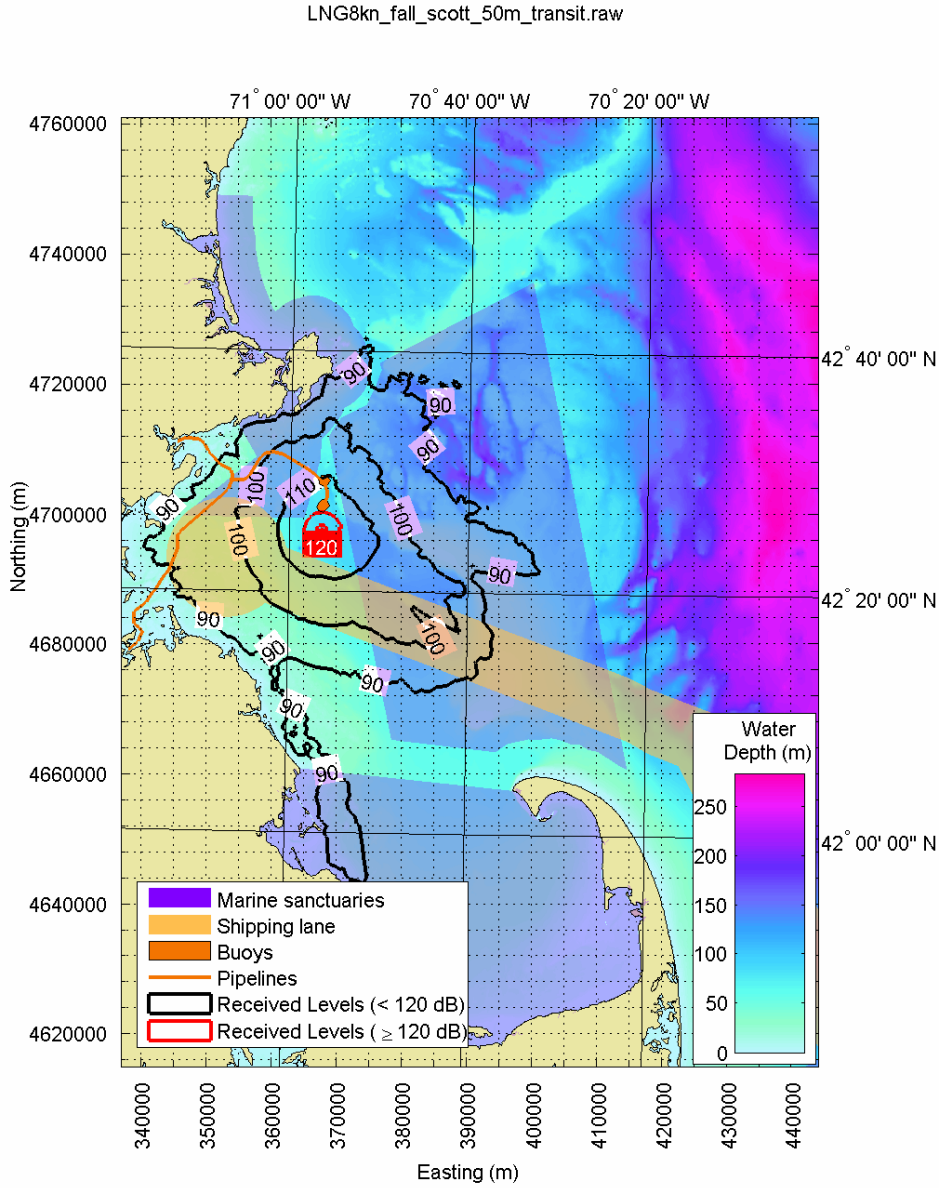 LNG8kn_fall_scott_50m_transit.raw
71° 00' 00" W 70° 40' 00" W 70° 20' 00" W
4760000
4740000
42° 40' 00" N
4720000
90
90
90
100
110
90
100
4700000
100
120
90
Northing (m)
42° 20' 00" N
90
100
4680000
90
90
90
Water
Depth (m)
4660000
90
250
42° 00' 00" N
200
150
100
50
0
Marine sanctuaries
4640000
Shipping lane
Buoys
Pipelines
Received Levels (< 120 dB)
4620000
Received Levels ( ≥ 120 dB)
340000 350000 360000 370000 380000 390000 400000 410000 420000 430000 440000
Easting (m)